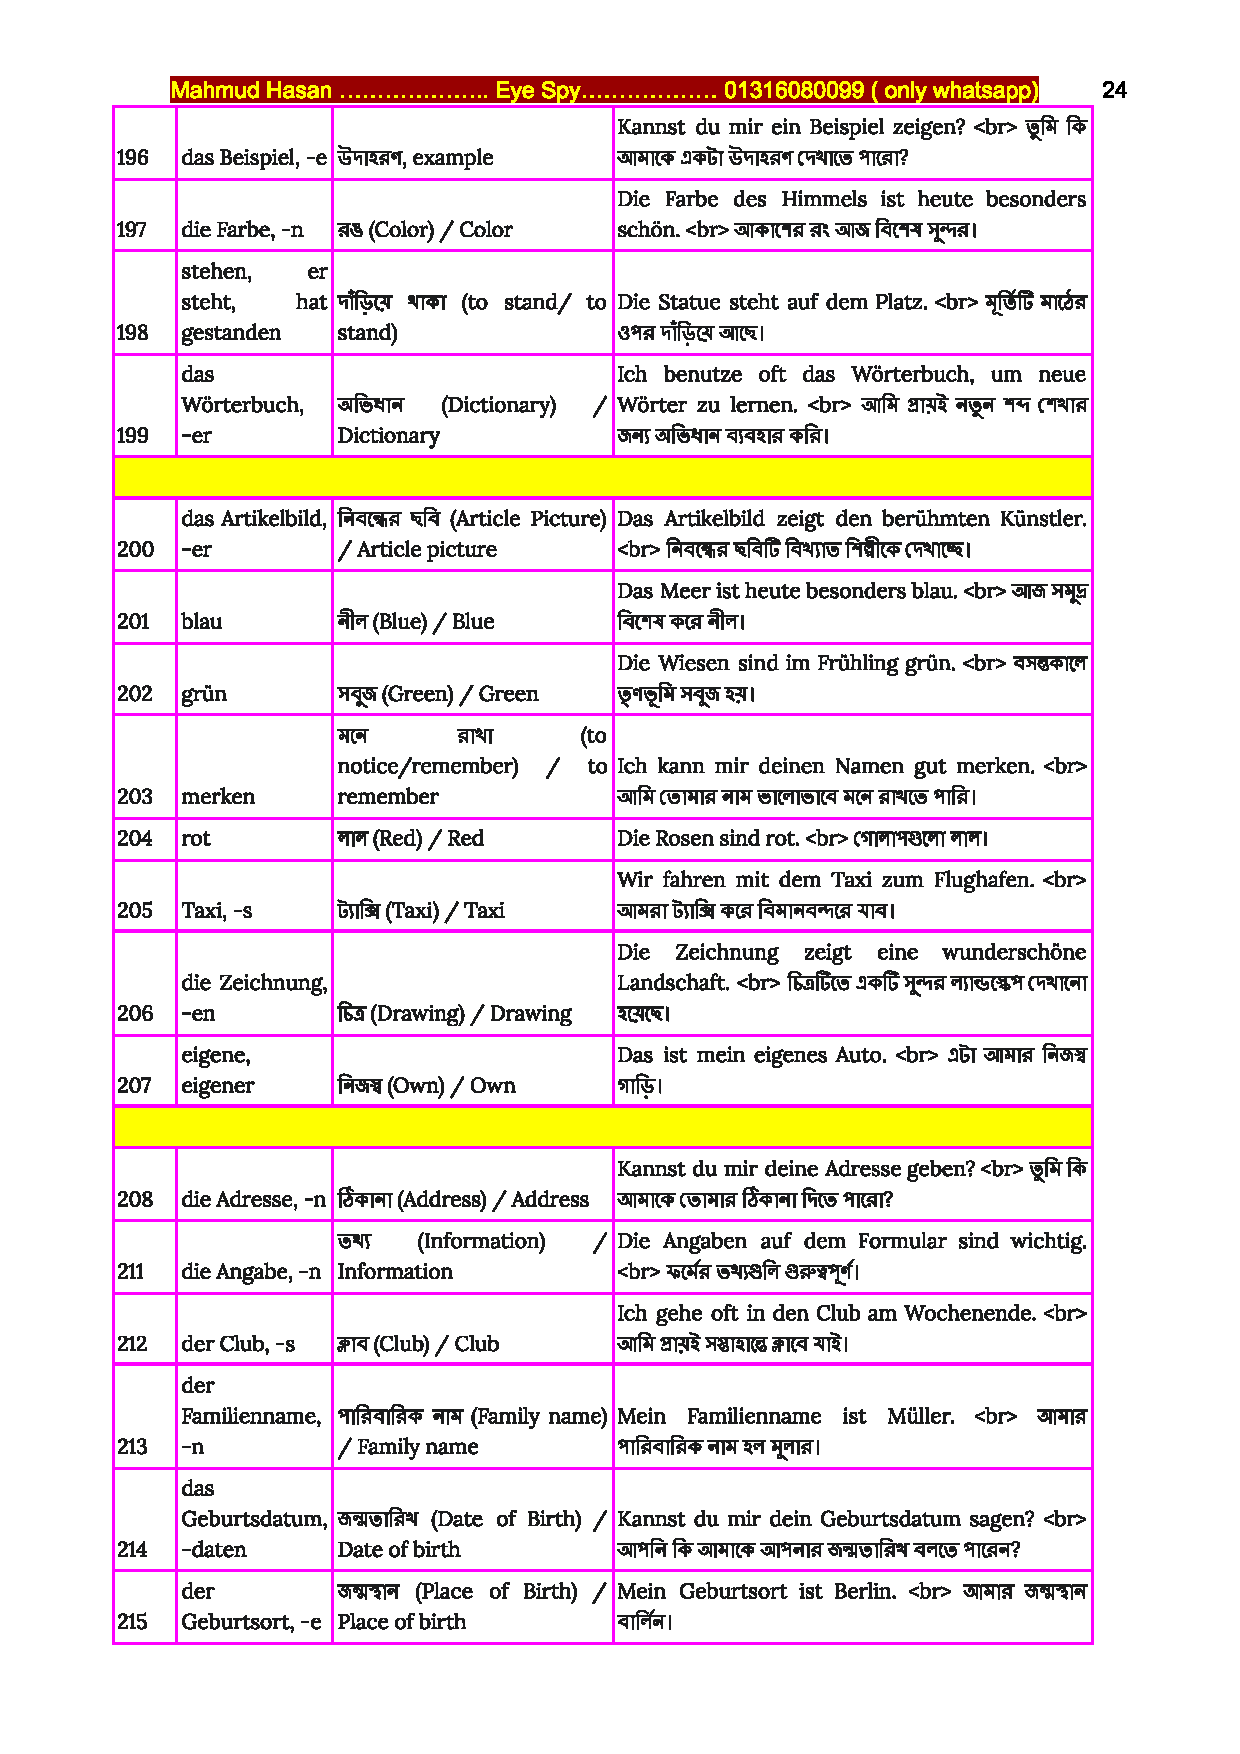 Mahmud Hasan ……………….. Eye Spy……………… 01316080099 ( only whatsapp) 24
Kannst du mir ein Beispiel zeigen? <br> তুমি কি
196 das Beispiel, -e উদাহরণ, example আমাকে একটা উদাহরণ দেখাতে পারো?
Die Farbe des Himmels ist heute besonders
197 die Farbe, -n রঙ (Color) / Color schön. <br> আকাশের রং আজ বিশেষ সুন্দর।
stehen, er
steht, hat দাঁড়িয়ে থাকা (to stand/ to Die Statue steht auf dem Platz. <br> মূর্তিটি মাঠের
198 gestanden stand) ওপর দাঁড়িয়ে আছে।
das Ich benutze oft das Wörterbuch, um neue
Wörterbuch, অভিধান (Dictionary) / Wörter zu lernen. <br> আমি প্রায়ই নতুন শব্দ শেখার
199 -er Dictionary জন্য অভিধান ব্যবহার করি।
das Artikelbild, নিবন্ধের ছবি (Article Picture) Das Artikelbild zeigt den berühmten Künstler.
200 -er / Article picture <br> নিবন্ধের ছবিটি বিখ্যাত শিল্পীকে দেখাচ্ছে।
Das Meer ist heute besonders blau. <br> আজ সমুদ্র
201 blau নীল (Blue) / Blue বিশেষ করে নীল।
Die Wiesen sind im Frühling grün. <br> বসন্তকালে
202 grün সবুজ (Green) / Green তৃণভূমি সবুজ হয়।
মনে রাখা (to
notice/remember) / to Ich kann mir deinen Namen gut merken. <br>
203 merken remember আমি তোমার নাম ভালোভাবে মনে রাখতে পারি।
204 rot লাল (Red) / Red Die Rosen sind rot. <br> গোলাপগুলো লাল।
Wir fahren mit dem Taxi zum Flughafen. <br>
205 Taxi, -s ট্যাক্সি (Taxi) / Taxi আমরা ট্যাক্সি করে বিমানবন্দরে যাব।
Die Zeichnung zeigt eine wunderschöne
die Zeichnung, Landschaft. <br> চিত্রটিতে একটি সুন্দর ল্যান্ডস্কেপ দেখানো
206 -en চিত্র (Drawing) / Drawing হয়েছে।
eigene, Das ist mein eigenes Auto. <br> এটা আমার নিজস্ব
207 eigener নিজস্ব (Own) / Own গাড়ি।
Kannst du mir deine Adresse geben? <br> তুমি কি
208 die Adresse, -n ঠিকানা (Address) / Address আমাকে তোমার ঠিকানা দিতে পারো?
তথ্য (Information) / Die Angaben auf dem Formular sind wichtig.
211 die Angabe, -n Information <br> ফর্মের তথ্যগুলি গুরুত্বপূর্ণ।
Ich gehe oft in den Club am Wochenende. <br>
212 der Club, -s ক্লাব (Club) / Club আমি প্রায়ই সপ্তাহান্তে ক্লাবে যাই।
der
Familienname, পারিবারিক নাম (Family name) Mein Familienname ist Müller. <br> আমার
213 -n / Family name পারিবারিক নাম হল মূলার।
das
Geburtsdatum, জন্মতারিখ (Date of Birth) / Kannst du mir dein Geburtsdatum sagen? <br>
214 -daten Date of birth আপনি কি আমাকে আপনার জন্মতারিখ বলতে পারেন?
der জন্মস্থান (Place of Birth) / Mein Geburtsort ist Berlin. <br> আমার জন্মস্থান
215 Geburtsort, -e Place of birth বার্লিন।